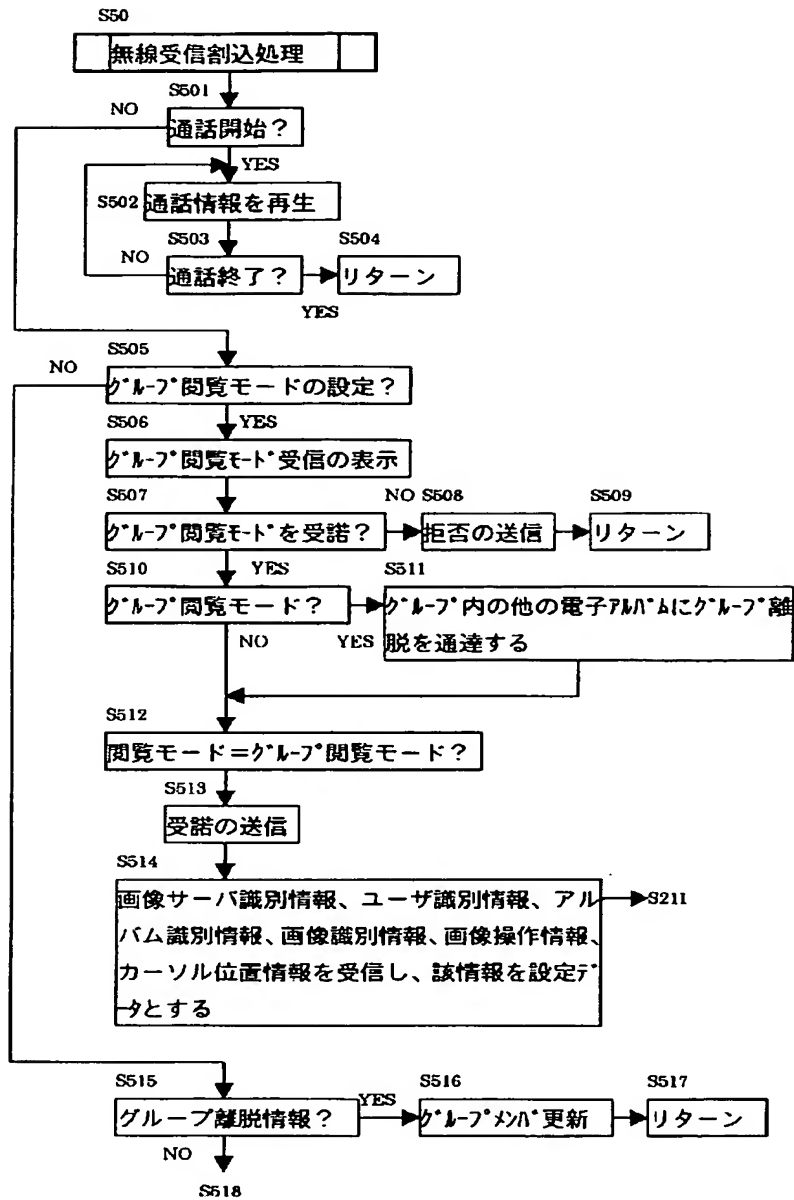 S50
無線受信割込処理
S501
NO
通話開始？
YES
S502
通話情報を再生
S503
S504
NO
通話終了？
リターン
YES
S505
NO
グループ閲覧モードの設定？
S506
YES
グループ閲覧モード受信の表示
S507
NO
S508
S509
グループ閲覧モードを受諾？
拒否の送信
リターン
S510
YES
S511
グループ閲覧モード？
グループ内の他の電子アルバムにグループ離
脱を通達する
NO
YES
S512
閲覧モード＝グループ閲覧モード？
S513
受諾の送信
S514
画像サーバ識別情報、ユーザ識別情報、アル
バム識別情報、画像識別情報、画像操作情報、
カーソル位置情報を受信し、該情報を設定デ
ータとする
S211
S515
YES
S516
S517
グループ離脱情報？
グループメンバ更新
リターン
NO
S518